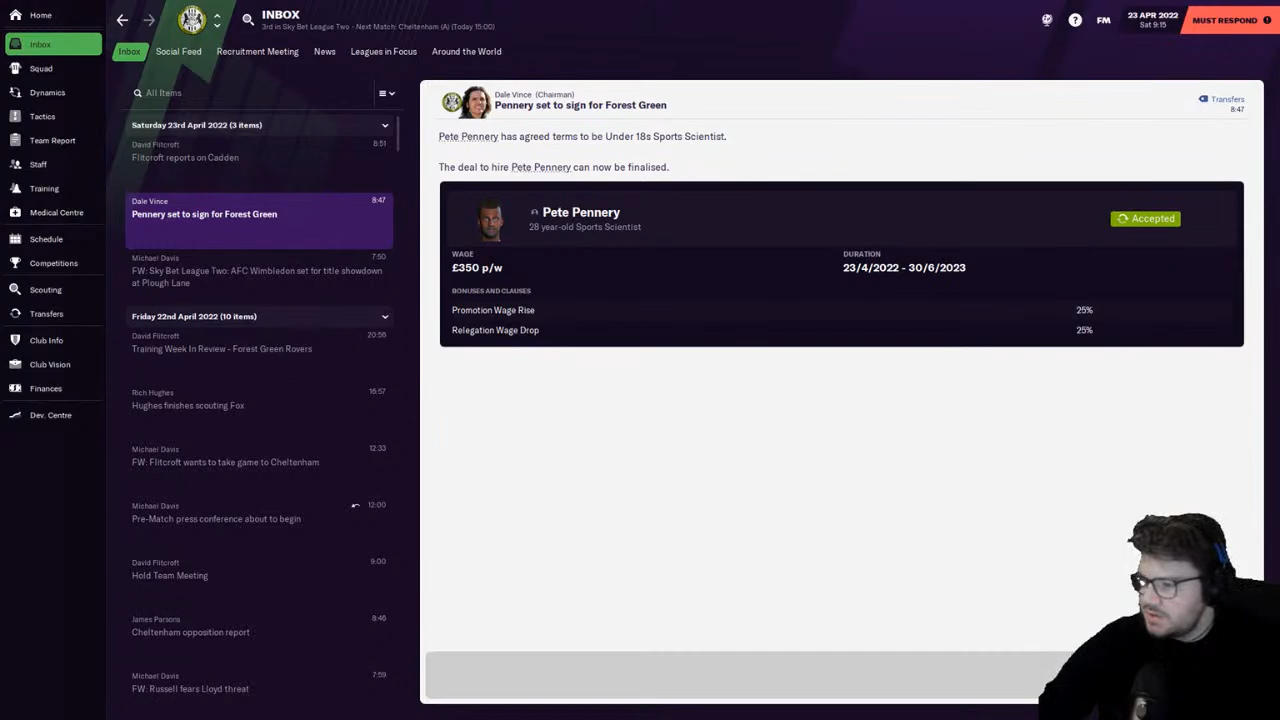 Home
Inbox
Squad
Dynamics
Tactics
Team Report
Staff
Training
Medical Centre
Schedule
Competitions
Scouting
Transfers
Club Info
Club Vision
Finances
Dev. Centre
INBOX
3rd in Sky Bet League Two - Next Match: Cheltenham (A) (Today 15:00)
? FM
23 APR 2022
Sat 9:15
MUST RESPOND
Inbox Social Feed Recruitment Meeting News Leagues in Focus Around the World
All Items
Saturday 23rd April 2022 (3 items)
David Flitcroft 8:51
Flitcroft reports on Cadden
Dale Vince 8:47
Pennery set to sign for Forest Green
Michael Davis 7:50
FW: Sky Bet League Two: AFC Wimbledon set for title showdown
at Plough Lane
Friday 22nd April 2022 (10 items)
David Flitcroft 20:56
Training Week In Review - Forest Green Rovers
Rich Hughes 16:57
Hughes finishes scouting Fox
Michael Davis 12:33
FW: Flitcroft wants to take game to Cheltenham
Michael Davis 12:00
Pre-Match press conference about to begin
David Flitcroft 9:00
Hold Team Meeting
James Parsons 8:46
Cheltenham opposition report
Michael Davis 7:59
FW: Russell fears Lloyd threat
Dale Vince (Chairman)
Pennery set to sign for Forest Green
Transfers
8:47
Pete Pennery has agreed terms to be Under 18s Sports Scientist.
The deal to hire Pete Pennery can now be finalised.
Pete Pennery
28 year-old Sports Scientist
Accepted
WAGE DURATION
£350 p/w 23/4/2022 - 30/6/2023
BONUSES AND CLAUSES
Promotion Wage Rise 25%
Relegation Wage Drop 25%